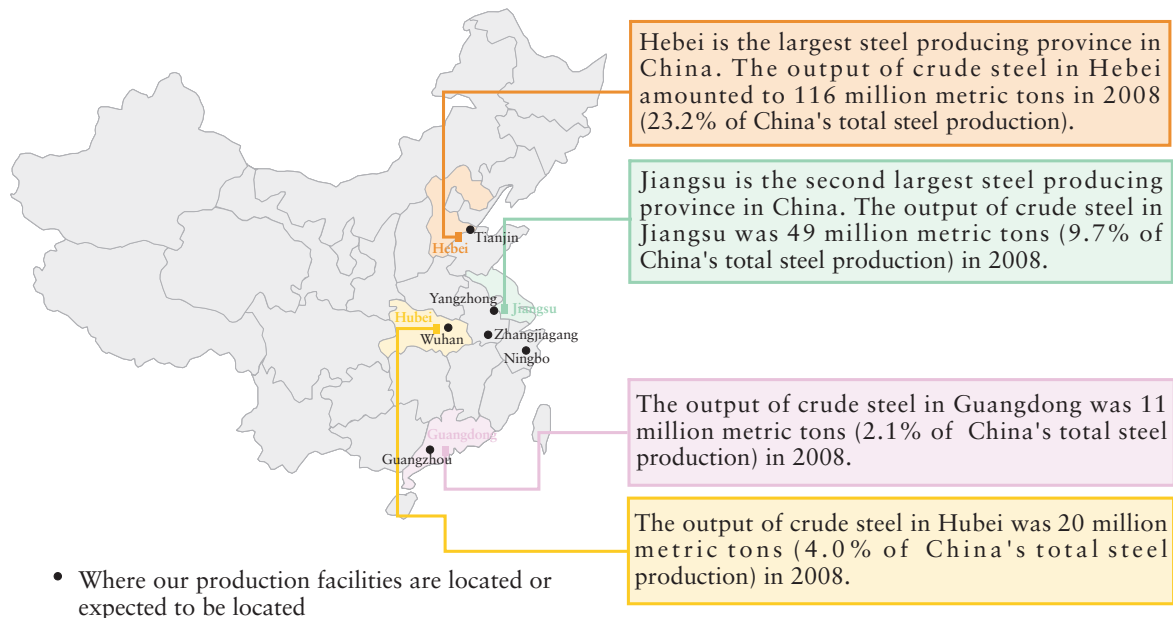 Hebei is the largest steel producing province in
China. The output of crude steel in Hebei
amounted to 116 million metric tons in 2008
(23.2% of China's total steel production).
Jiangsu is the second largest steel producing
province in China. The output of crude steel in
Jiangsu was 49 million metric tons (9.7% of
China's total steel production) in 2008.
Tianjin
Hebei
Yangzhong
Jiangsu
Hubei
Wuhan
Zhangjiagang
Ningbo
The output of crude steel in Guangdong was 11
million metric tons (2.1% of China's total steel
production) in 2008.
Guangdong
Guangzhou
The output of crude steel in Hubei was 20 million
metric tons (4.0% of China's total steel
production) in 2008.
• Where our production facilities are located or
expected to be located